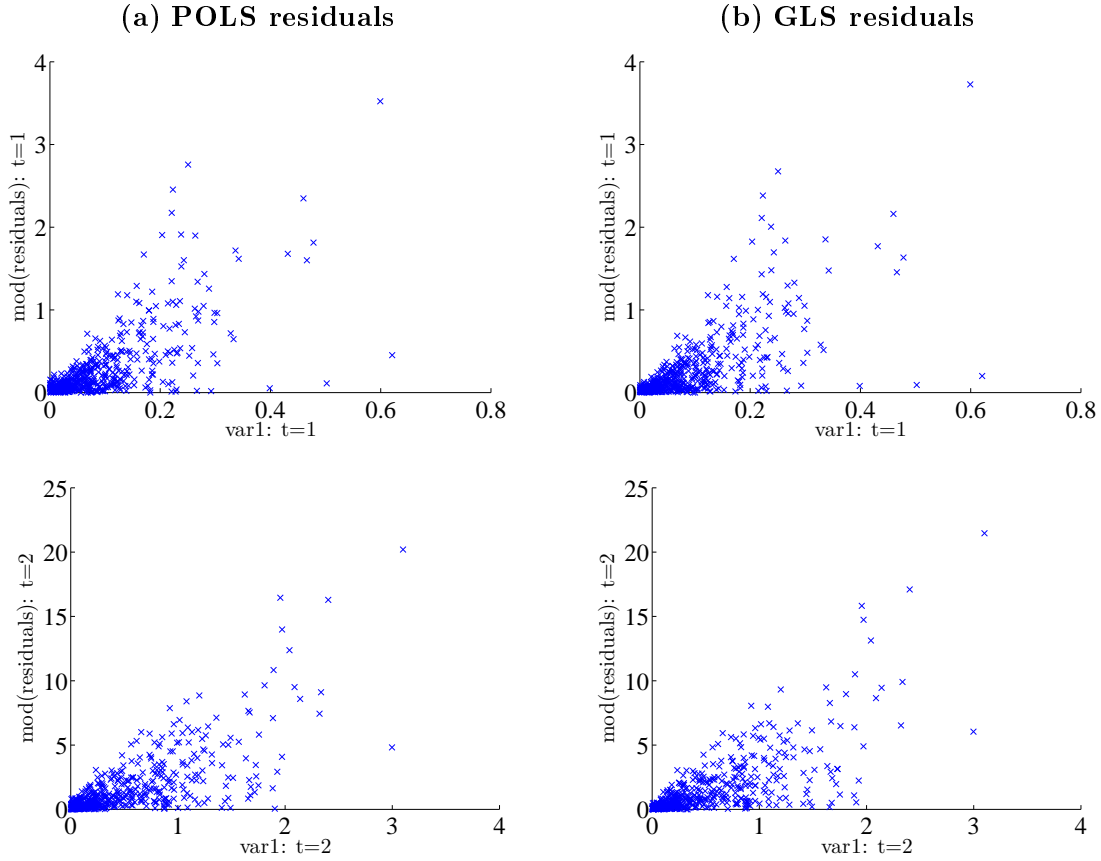 (a) POLS residuals
(b) GLS residuals
4
3
2
1
0
mod(residuals): t=1
0 0.2 0.4 0.6 0.8
var1: t=1
4
3
2
1
0
mod(residuals): t=1
0 0.2 0.4 0.6 0.8
var1: t=1
25
20
15
10
5
0
mod(residuals): t=2
0 1 2 3 4
var1: t=2
25
20
15
10
5
0
mod(residuals): t=2
0 1 2 3 4
var1: t=2